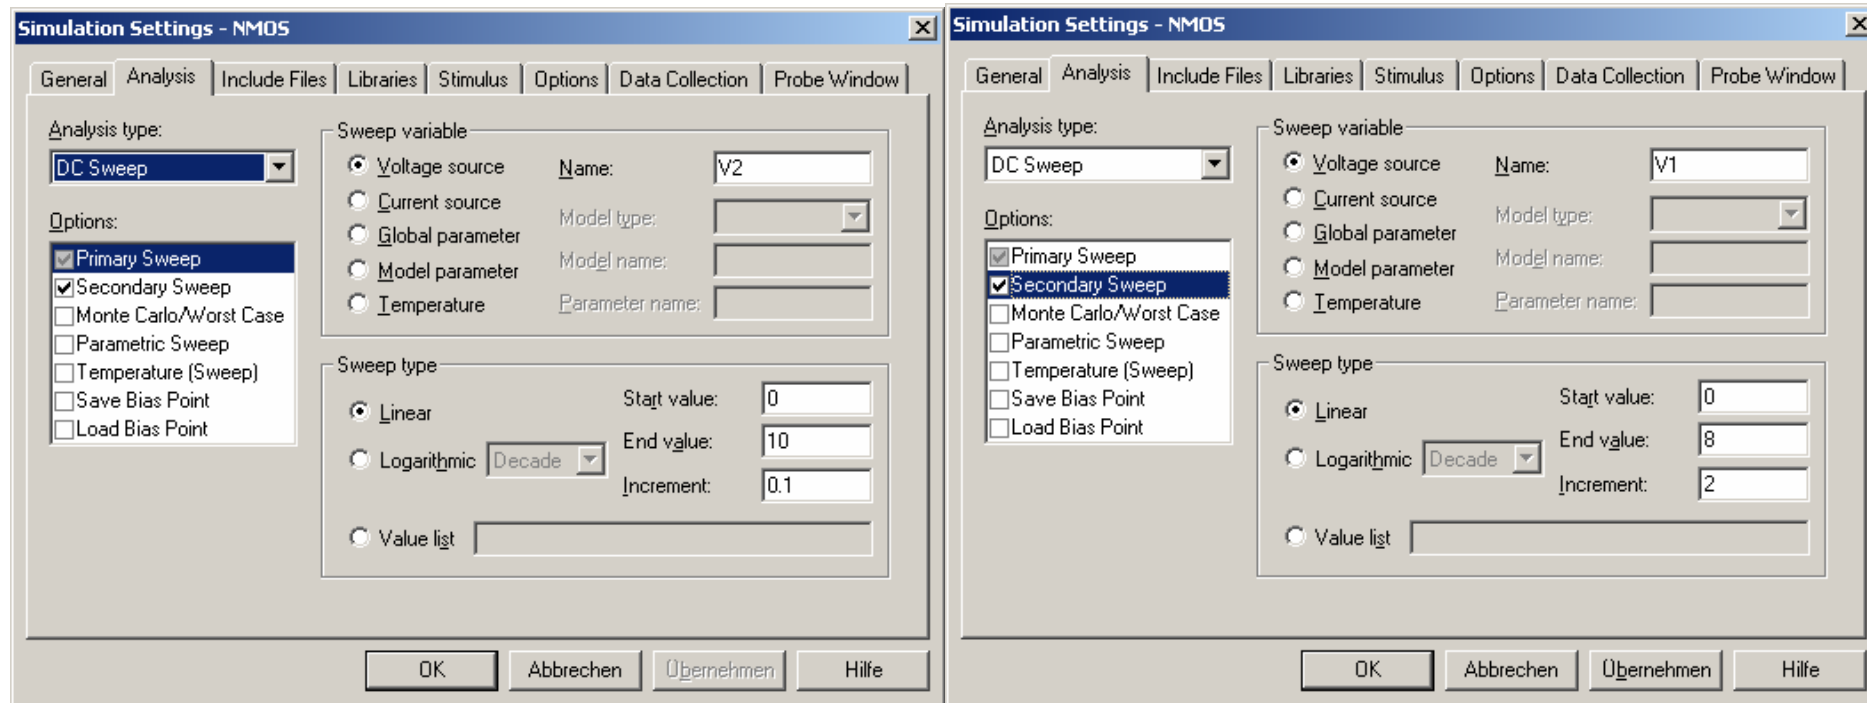 Simulation Settings - NMOS
General Analysis Include Files Libraries Stimulus Options Data Collection Probe Window
Analysis type:
DC Sweep
Options:
Primary Sweep
Secondary Sweep
Monte Carlo/Worst Case
Parametric Sweep
Temperature (Sweep)
Save Bias Point
Load Bias Point
Sweep variable
Voltage source
Current source
Global parameter
Model parameter
Temperature
Name: V2
Model type:
Model name:
Parameter name:
Sweep type
Linear
Logarithmic Decade
Start value: 0
End value: 10
Increment: 0.1
Value list
OK Abbrechen Übernehmen Hilfe
Simulation Settings - NMOS
General Analysis Include Files Libraries Stimulus Options Data Collection Probe Window
Analysis type:
DC Sweep
Options:
Primary Sweep
Secondary Sweep
Monte Carlo/Worst Case
Parametric Sweep
Temperature (Sweep)
Save Bias Point
Load Bias Point
Sweep variable
Voltage source
Current source
Global parameter
Model parameter
Temperature
Name: V1
Model type:
Model name:
Parameter name:
Sweep type
Linear
Logarithmic Decade
Start value: 0
End value: 8
Increment: 2
Value list
OK Abbrechen Übernehmen Hilfe